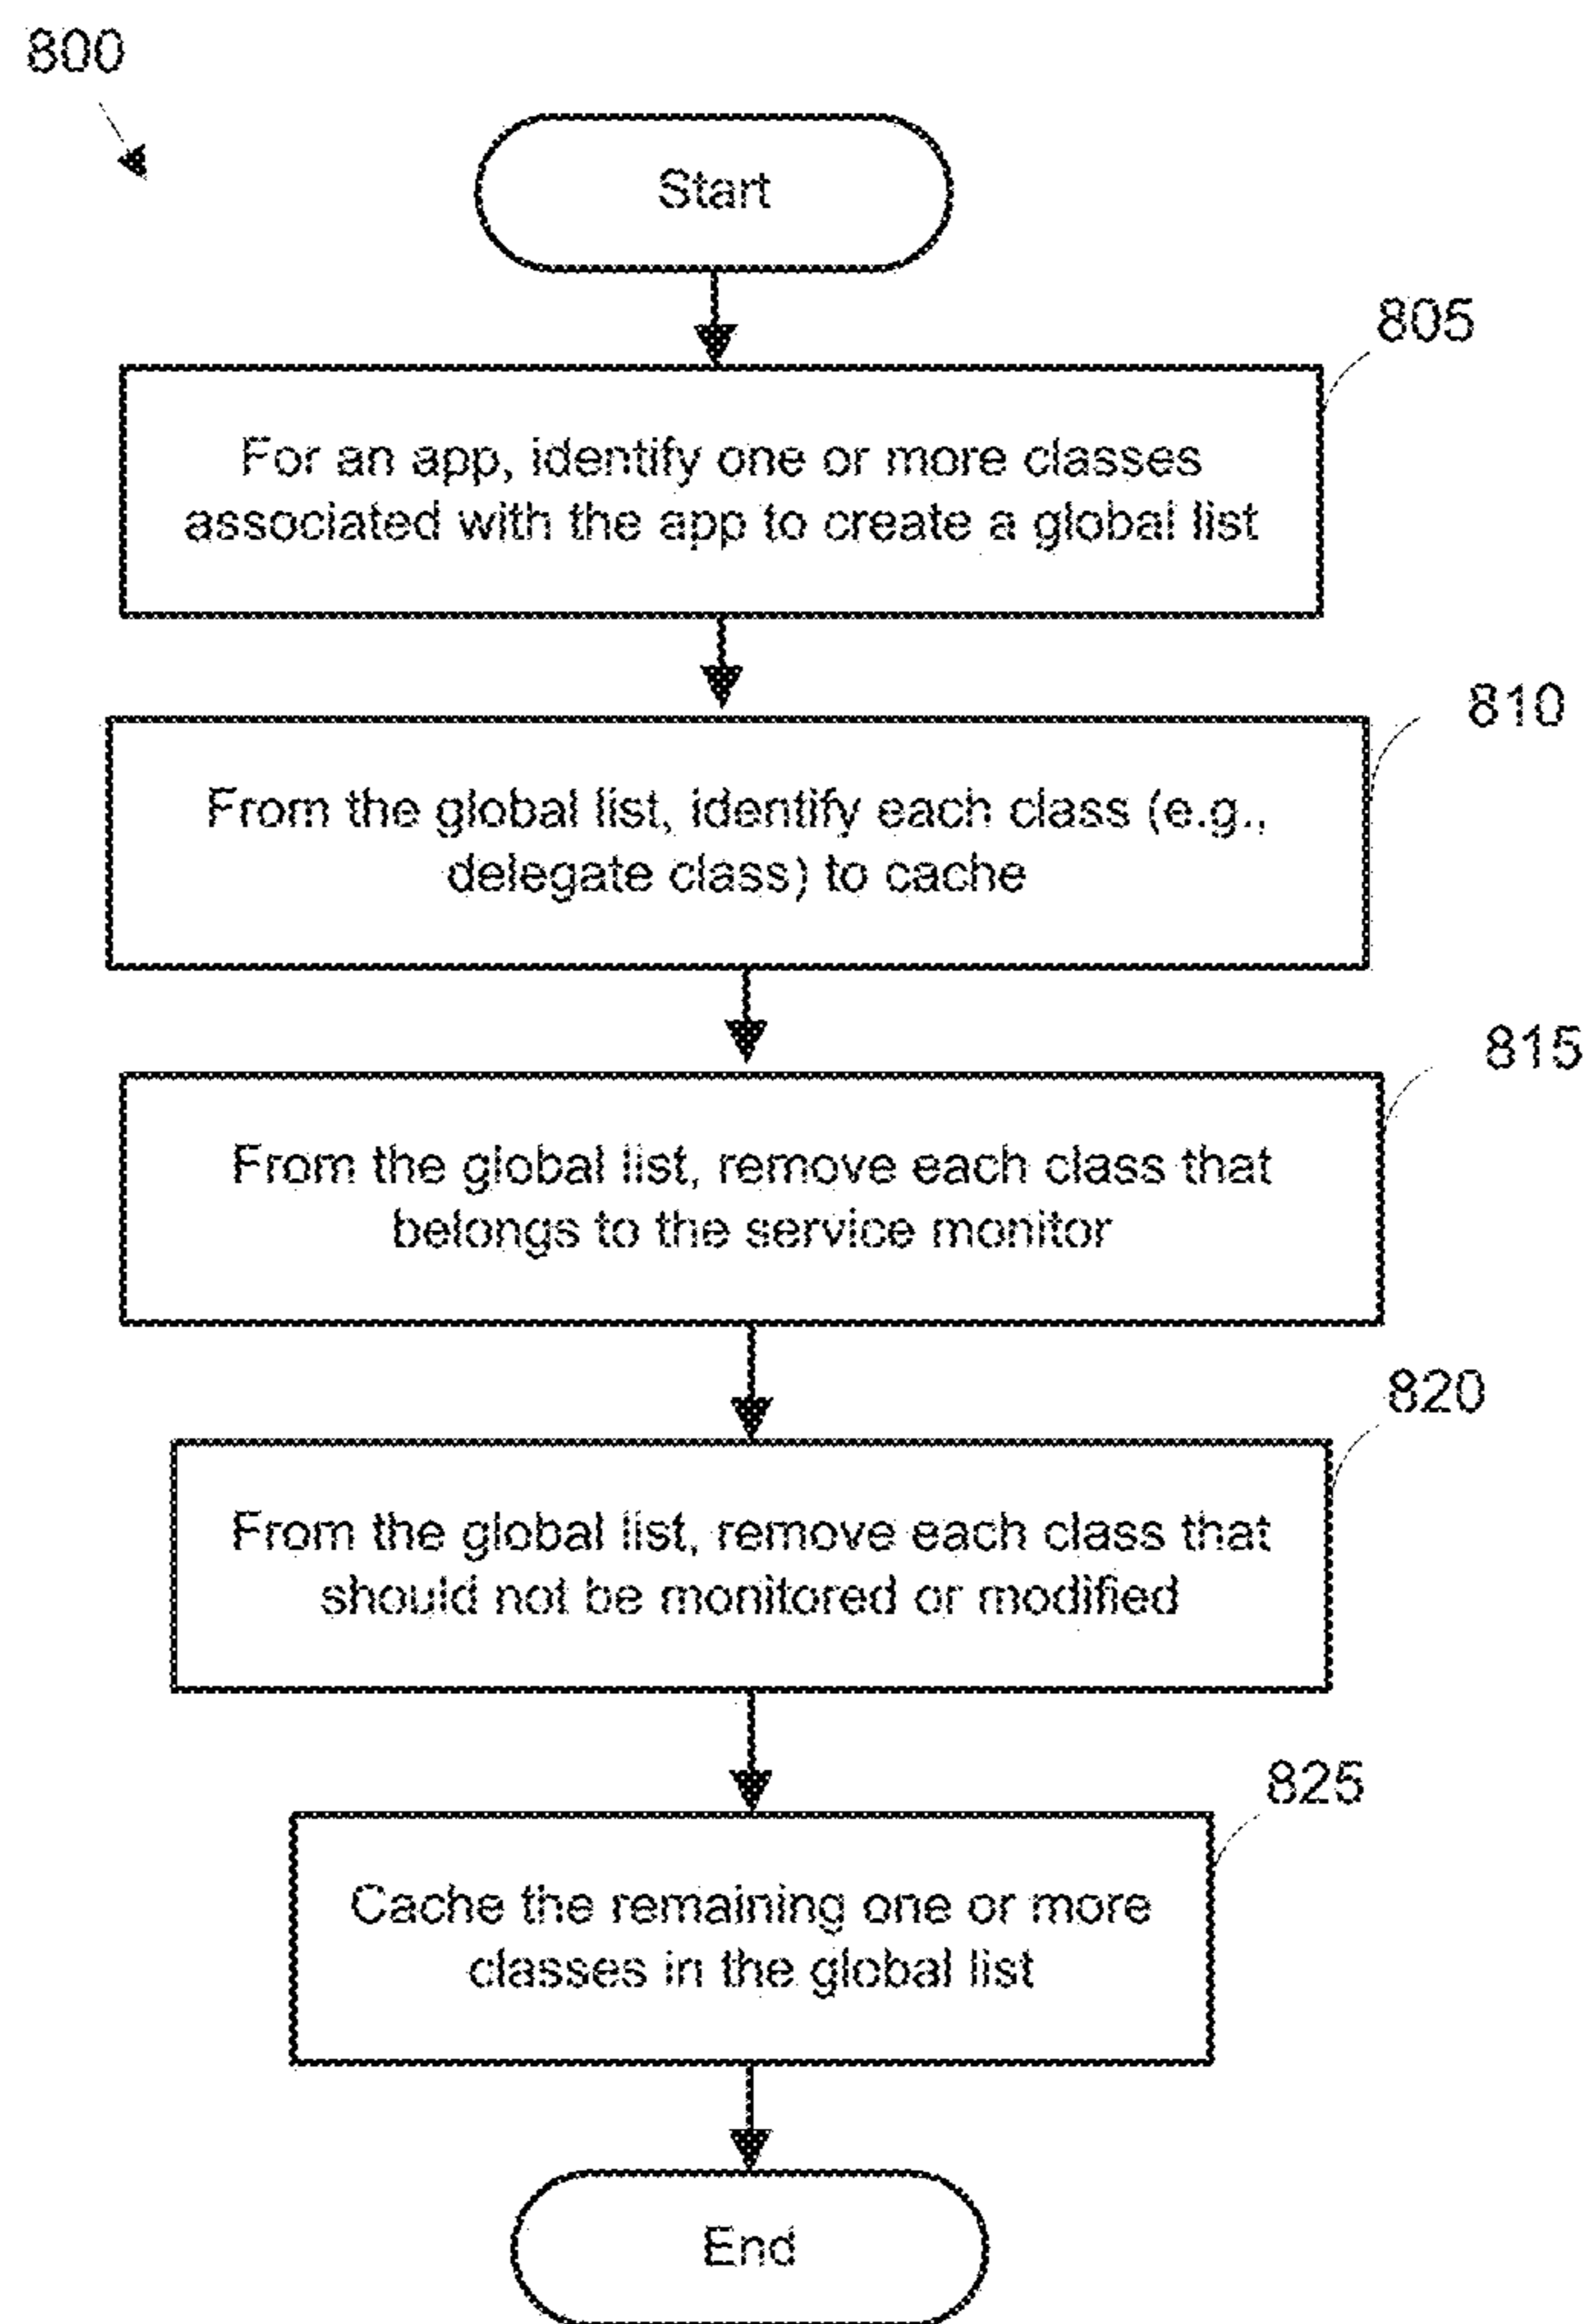 800
Start
805
For an app, identify one or more classes
associated with the app to create a global list
810
From the global list, identify each class (e.g.,
delegate class) to cache
815
From the global list, remove each class that
belongs to the service monitor
820
From the global list, remove each class that
should not be monitored or modified
825
Cache the remaining one or more
classes in the global list
End